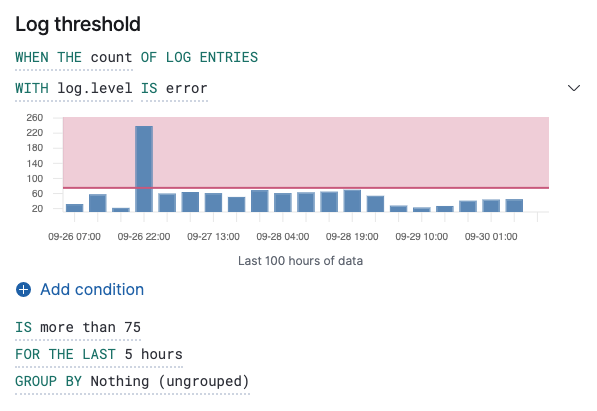 Log threshold
WHEN THE count OF LOG ENTRIES
WITH log.level IS error
260
220
180
140
100
60
20
09-26 07:00 09-26 22:00 09-27 13:00 09-28 04:00 09-28 19:00 09-29 10:00 09-30 01:00
Last 100 hours of data
Add condition
IS more than 75
FOR THE LAST 5 hours
GROUP BY Nothing (ungrouped)